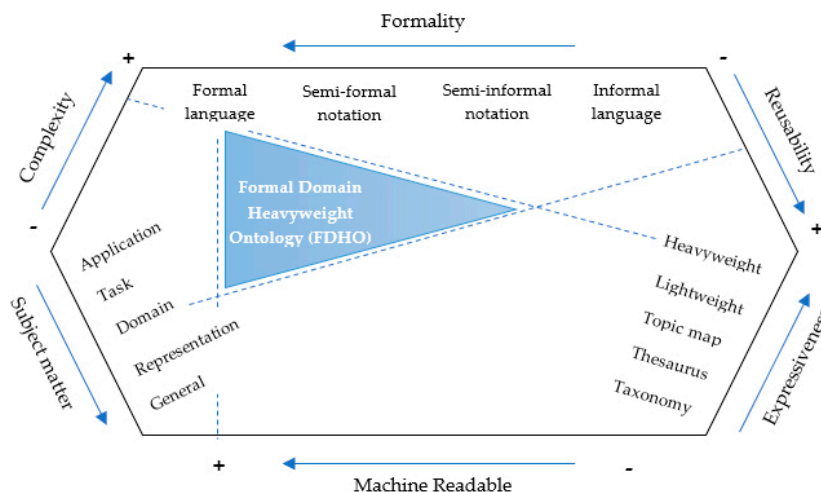 Formality
+
-
Formal
language
Semi-formal
notation
Semi-informal
notation
Informal
language
Complexity
Reusability
Formal Domain
Heavyweight
Ontology (FDHO)
-
+
Application
Task
Domain
Representation
General
Heavyweight
Lightweight
Topic map
Thesaurus
Taxonomy
Subject matter
Expressiveness
+
-
Machine Readable